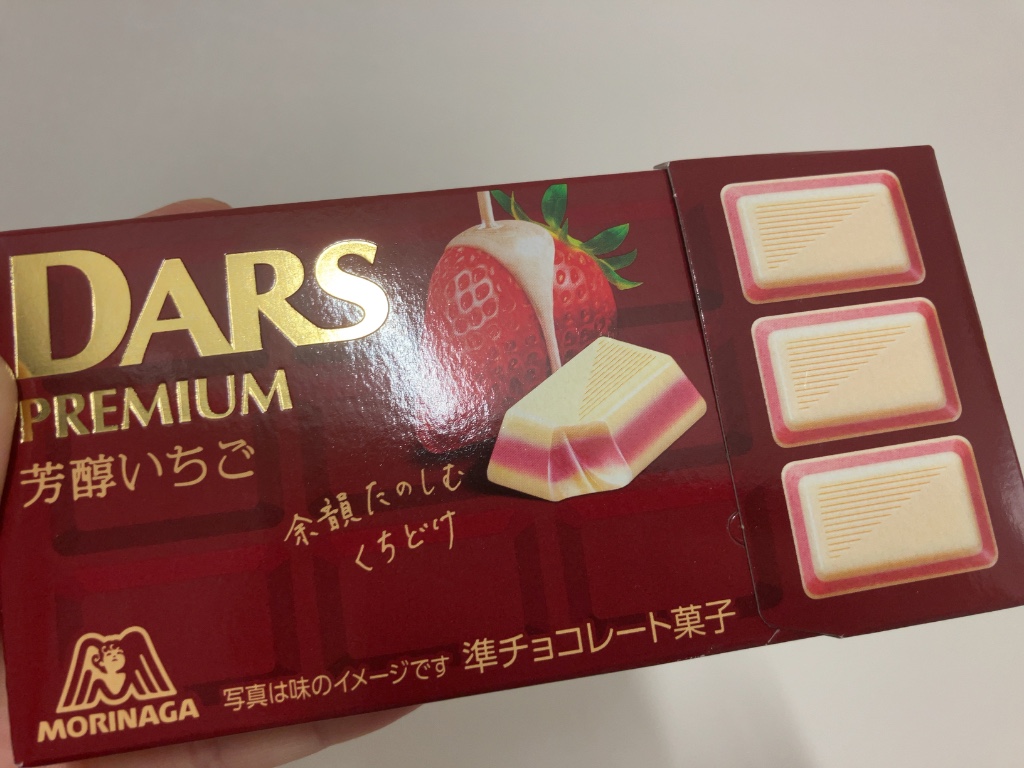 DARS
PREMIUM
芳醇いちご
余韻たのしむ
くちどけ
MORINAGA
写真は味のイメージです 準チョコレート菓子